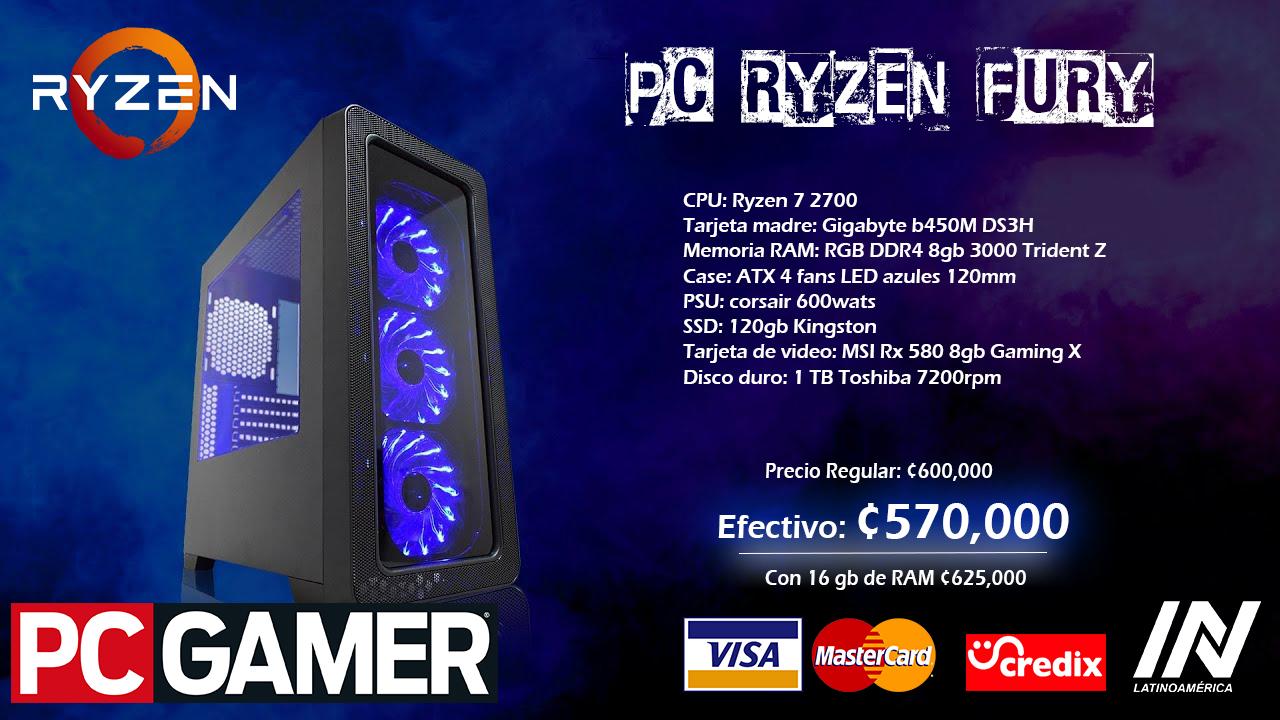 RYZEN
PC RYZEN FURY
CPU: Ryzen 7 2700
Tarjeta madre: Gigabyte b450M DS3H
Memoria RAM: RGB DDR4 8gb 3000 Trident Z
Case: ATX 4 fans LED azules 120mm
PSU: corsair 600wats
SSD: 120gb Kingston
Tarjeta de video: MSI Rx 580 8gb Gaming X
Disco duro: 1 TB Toshiba 7200rpm
Precio Regular: ¢600,000
Efectivo: ¢570,000
Con 16 gb de RAM ¢625,000
PC GAMER®
VISA
MasterCard
credix
IN
LATINOAMÉRICA